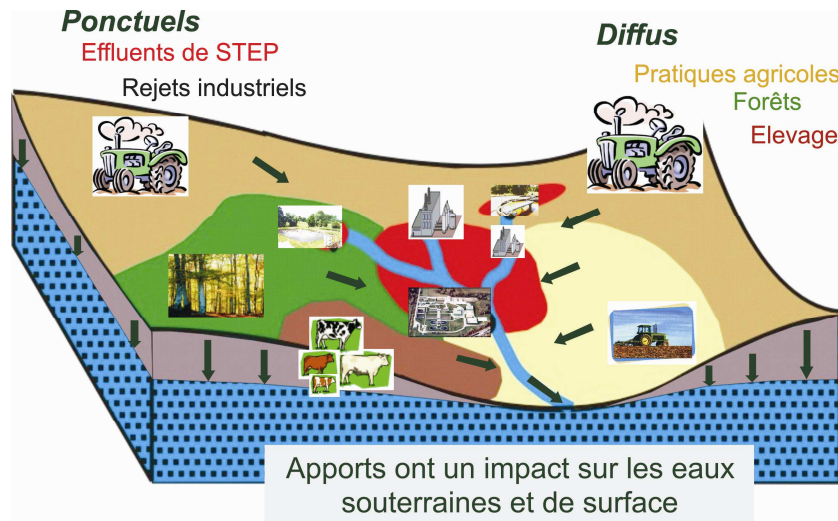 Ponctuels
Effluents de STEP
Rejets industriels
Diffus
Pratiques agricoles
Forêts
Elevage
Apports ont un impact sur les eaux
souterraines et de surface